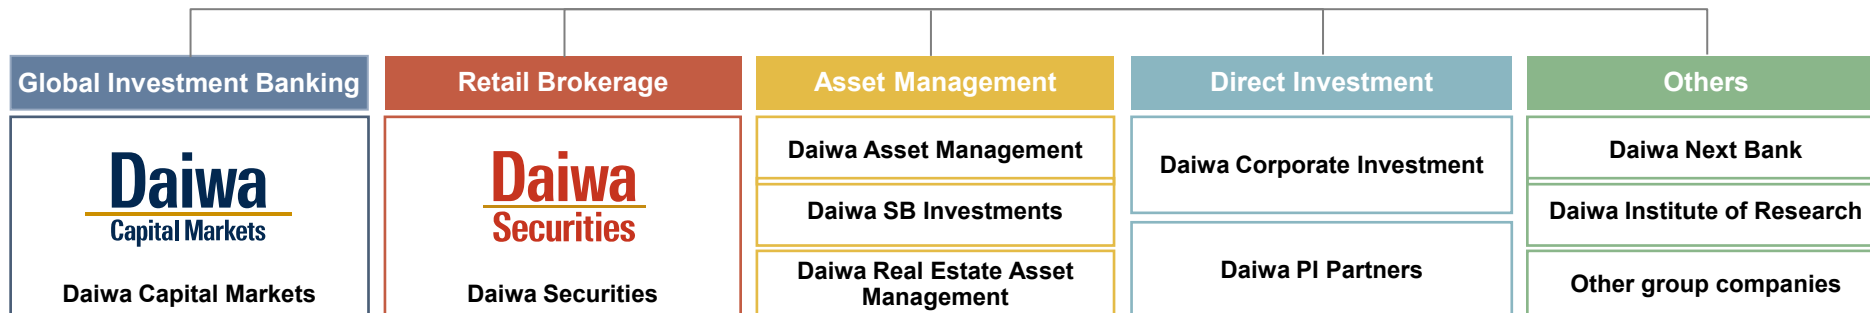 Global Investment Banking
Retail Brokerage
Asset Management
Direct Investment
Others
Daiwa
Capital Markets
Daiwa Capital Markets
Daiwa
Securities
Daiwa Securities
Daiwa Asset Management
Daiwa SB Investments
Daiwa Real Estate Asset
Management
Daiwa Corporate Investment
Daiwa PI Partners
Daiwa Next Bank
Daiwa Institute of Research
Other group companies